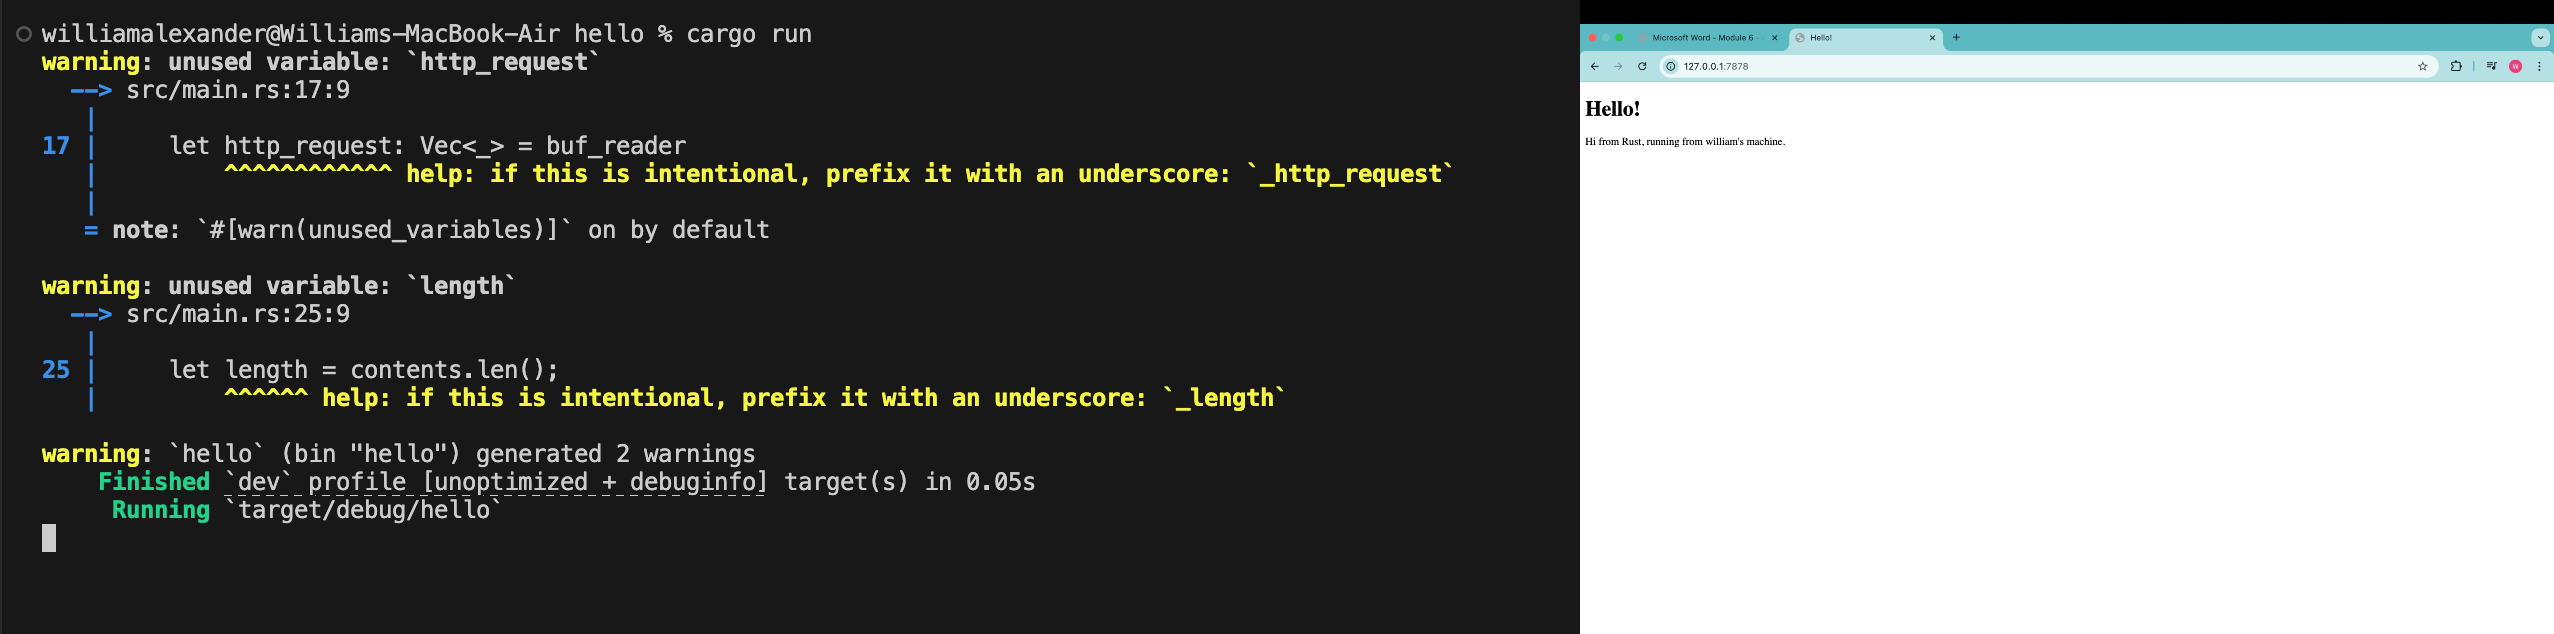 williamalexander@Williams-MacBook-Air hello % cargo run
warning: unused variable: `http_request`
--> src/main.rs:17:9
|
17 | let http_request: Vec<_> = buf_reader
| ^^^^^^^^^^^^ help: if this is intentional, prefix it with an underscore: `_http_request`
|
= note: `#[warn(unused_variables)]` on by default
warning: unused variable: `length`
--> src/main.rs:25:9
|
25 | let length = contents.len();
| ^^^^^^ help: if this is intentional, prefix it with an underscore: `_length`
warning: `hello` (bin "hello") generated 2 warnings
Finished `dev` profile [unoptimized + debuginfo] target(s) in 0.05s
Running `target/debug/hello`
Microsoft Word - Module 6 -
Hello!
127.0.0.1:7878
W
Hello!
Hi from Rust, running from william's machine.